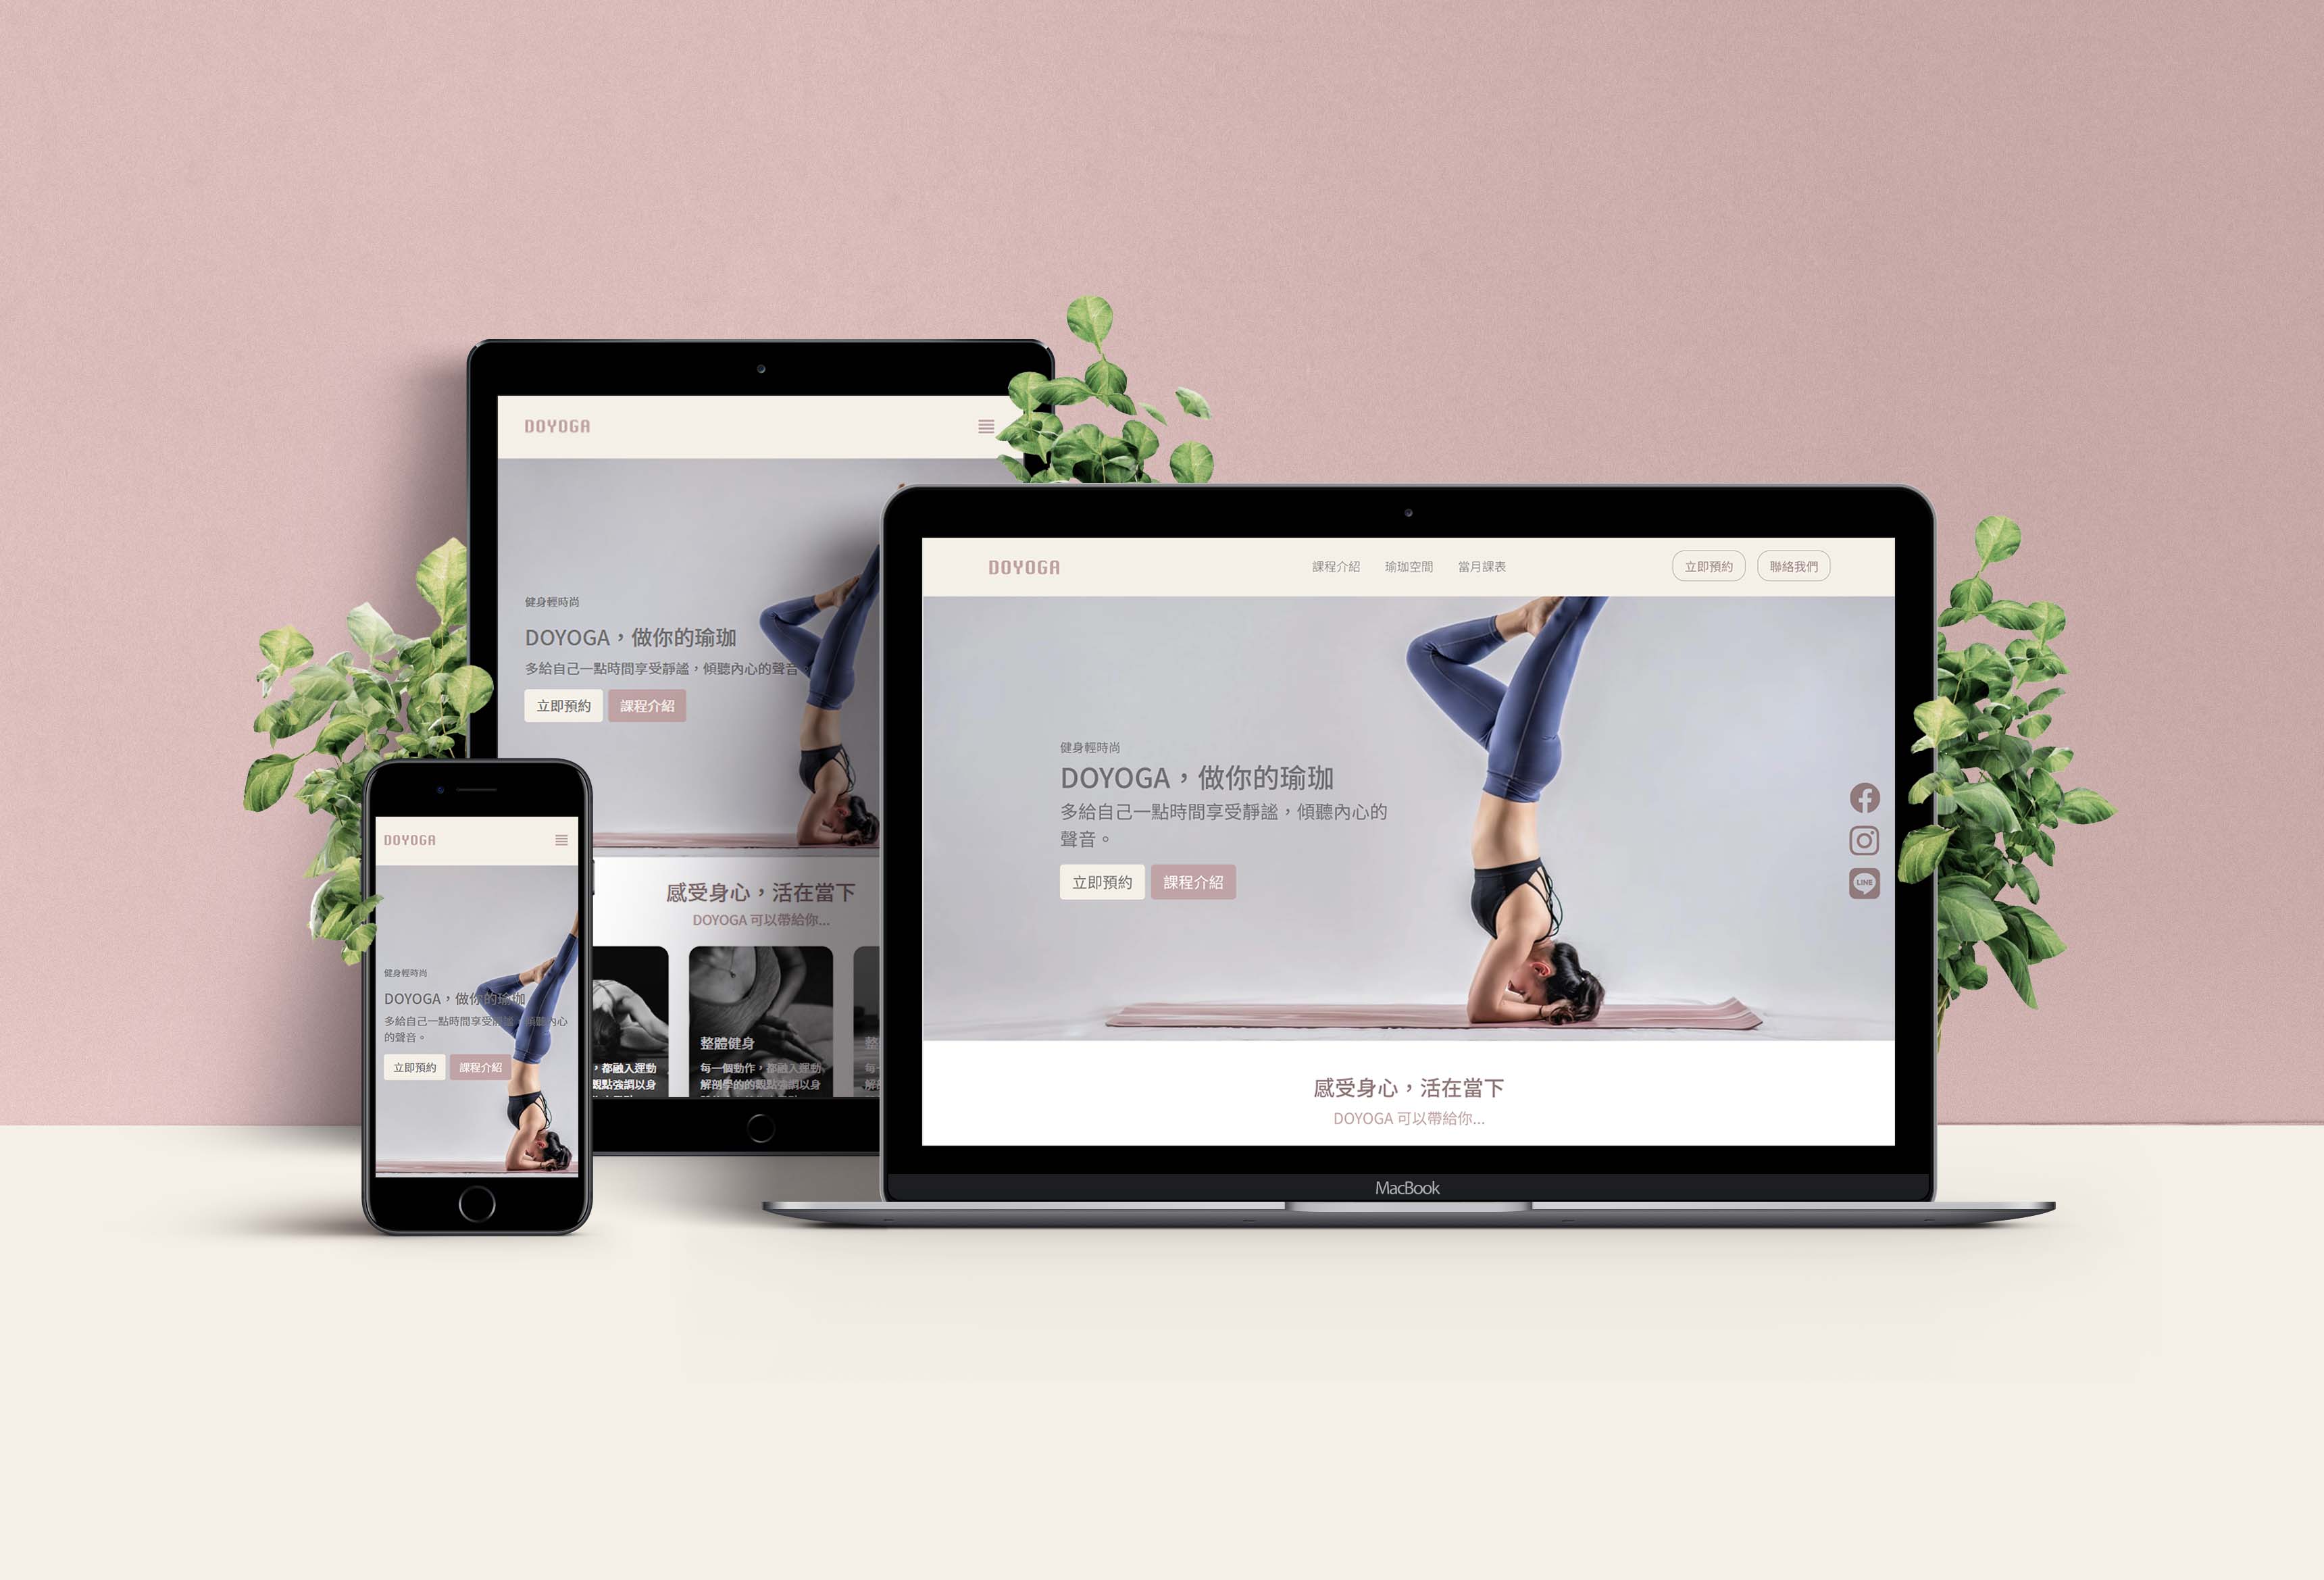 DOYOGA
健身輕時尚
DOYOGA，做你的瑜珈
多給自己一點時間享受靜謐，傾聽內心的聲音。
立即預約 課程介紹
感受身心，活在當下
DOYOGA 可以帶給你...
，都融入運動
觀點強調以身
整體健身
每一個動作，都融入運動
解剖學的的觀點強調以身
整
每一
解剖
DOYOGA
健身輕時尚
DOYOGA，做你的瑜珈
多給自己一點時間享受靜謐，傾聽內心
的聲音。
立即預約 課程介紹
DOYOGA 課程介紹 瑜珈空間 當月課表 立即預約 聯絡我們
健身輕時尚
DOYOGA，做你的瑜珈
多給自己一點時間享受靜謐，傾聽內心的
聲音。
立即預約 課程介紹
LINE
感受身心，活在當下
DOYOGA 可以帶給你...
MacBook